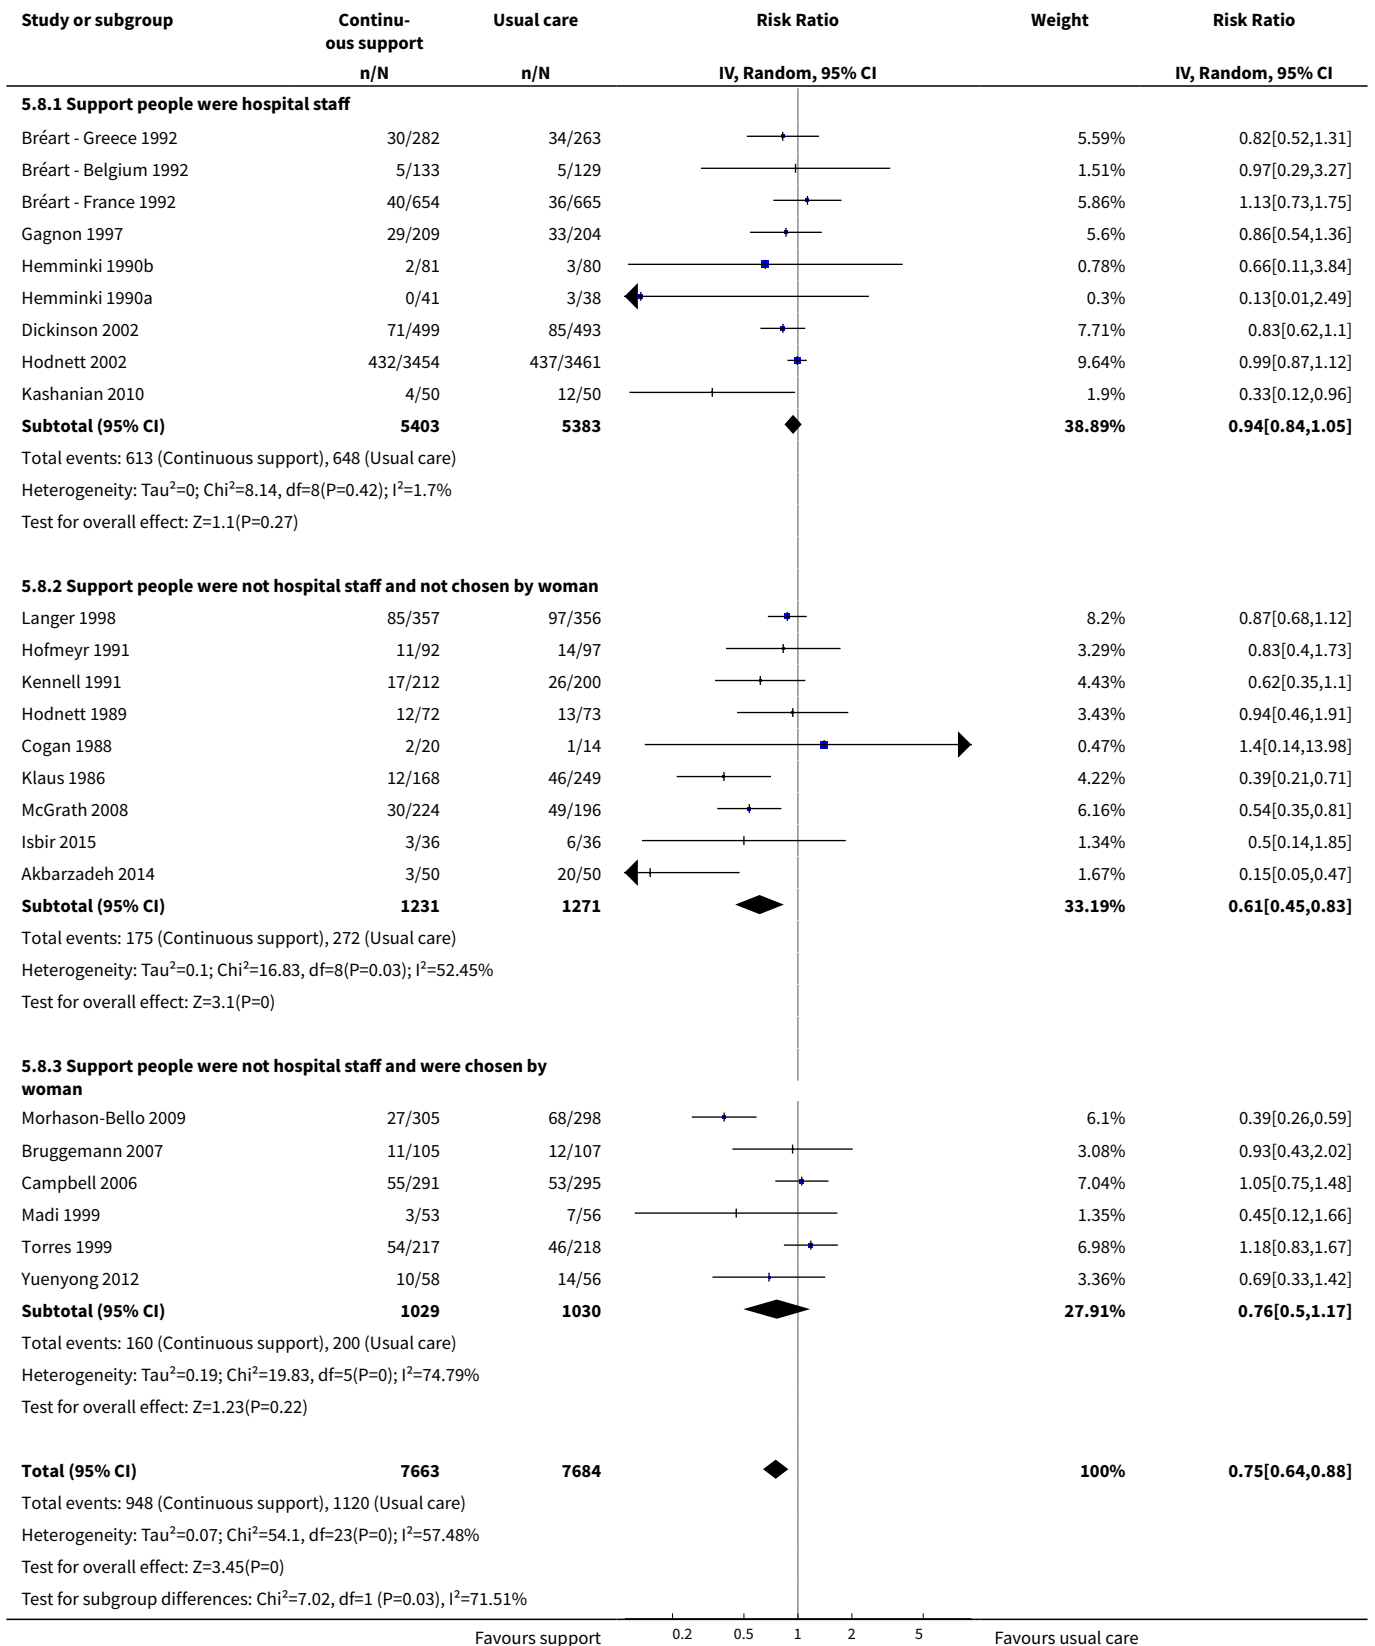 Study or subgroup Continu- Usual care Risk Ratio Weight Risk Ratio
ous support
n/N n/N IV, Random, 95% CI IV, Random, 95% CI
5.8.1 Support people were hospital staff
Bréart - Greece 1992 30/282 34/263 5.59% 0.82[0.52,1.31]
Bréart - Belgium 1992 5/133 5/129 1.51% 0.97[0.29,3.27]
Bréart - France 1992 40/654 36/665 5.86% 1.13[0.73,1.75]
Gagnon 1997 29/209 33/204 5.6% 0.86[0.54,1.36]
Hemminki 1990b 2/81 3/80 0.78% 0.66[0.11,3.84]
Hemminki 1990a 0/41 3/38 0.3% 0.13[0.01,2.49]
Dickinson 2002 71/499 85/493 7.71% 0.83[0.62,1.1]
Hodnett 2002 432/3454 437/3461 9.64% 0.99[0.87,1.12]
Kashanian 2010 4/50 12/50 1.9% 0.33[0.12,0.96]
Subtotal (95% CI) 5403 5383 38.89% 0.94[0.84,1.05]
Total events: 613 (Continuous support), 648 (Usual care)
Heterogeneity: Tau²=0; Chi²=8.14, df=8(P=0.42); I²=1.7%
Test for overall effect: Z=1.1(P=0.27)
5.8.2 Support people were not hospital staff and not chosen by woman
Langer 1998 85/357 97/356 8.2% 0.87[0.68,1.12]
Hofmeyr 1991 11/92 14/97 3.29% 0.83[0.4,1.73]
Kennell 1991 17/212 26/200 4.43% 0.62[0.35,1.1]
Hodnett 1989 12/72 13/73 3.43% 0.94[0.46,1.91]
Cogan 1988 2/20 1/14 0.47% 1.4[0.14,13.98]
Klaus 1986 12/168 46/249 4.22% 0.39[0.21,0.71]
McGrath 2008 30/224 49/196 6.16% 0.54[0.35,0.81]
Isbir 2015 3/36 6/36 1.34% 0.5[0.14,1.85]
Akbarzadeh 2014 3/50 20/50 1.67% 0.15[0.05,0.47]
Subtotal (95% CI) 1231 1271 33.19% 0.61[0.45,0.83]
Total events: 175 (Continuous support), 272 (Usual care)
Heterogeneity: Tau²=0.1; Chi²=16.83, df=8(P=0.03); I²=52.45%
Test for overall effect: Z=3.1(P=0)
5.8.3 Support people were not hospital staff and were chosen by
woman
Morhason-Bello 2009 27/305 68/298 6.1% 0.39[0.26,0.59]
Bruggemann 2007 11/105 12/107 3.08% 0.93[0.43,2.02]
Campbell 2006 55/291 53/295 7.04% 1.05[0.75,1.48]
Madi 1999 3/53 7/56 1.35% 0.45[0.12,1.66]
Torres 1999 54/217 46/218 6.98% 1.18[0.83,1.67]
Yuenyong 2012 10/58 14/56 3.36% 0.69[0.33,1.42]
Subtotal (95% CI) 1029 1030 27.91% 0.76[0.5,1.17]
Total events: 160 (Continuous support), 200 (Usual care)
Heterogeneity: Tau²=0.19; Chi²=19.83, df=5(P=0); I²=74.79%
Test for overall effect: Z=1.23(P=0.22)
Total (95% CI) 7663 7684 100% 0.75[0.64,0.88]
Total events: 948 (Continuous support), 1120 (Usual care)
Heterogeneity: Tau²=0.07; Chi²=54.1, df=23(P=0); I²=57.48%
Test for overall effect: Z=3.45(P=0)
Test for subgroup differences: Chi²=7.02, df=1 (P=0.03), I²=71.51%
Favours support 0.2 0.5 1 2 5 Favours usual care